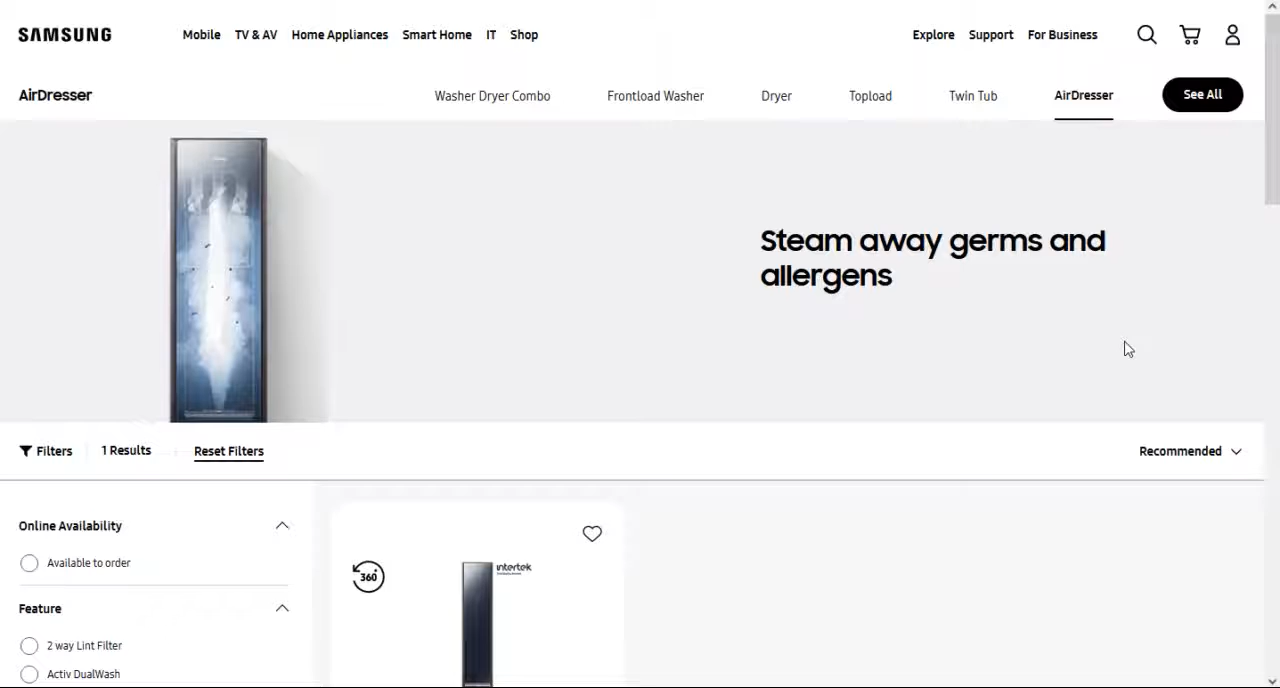 SAMSUNG
Mobile TV & AV Home Appliances Smart Home IT Shop
Explore Support For Business
AirDresser
Washer Dryer Combo Frontload Washer Dryer Topload Twin Tub AirDresser See All
Steam away germs and
allergens
Filters 1 Results Reset Filters
Recommended
Online Availability
Available to order
Feature
2 way Lint Filter
Activ DualWash
360
intertek